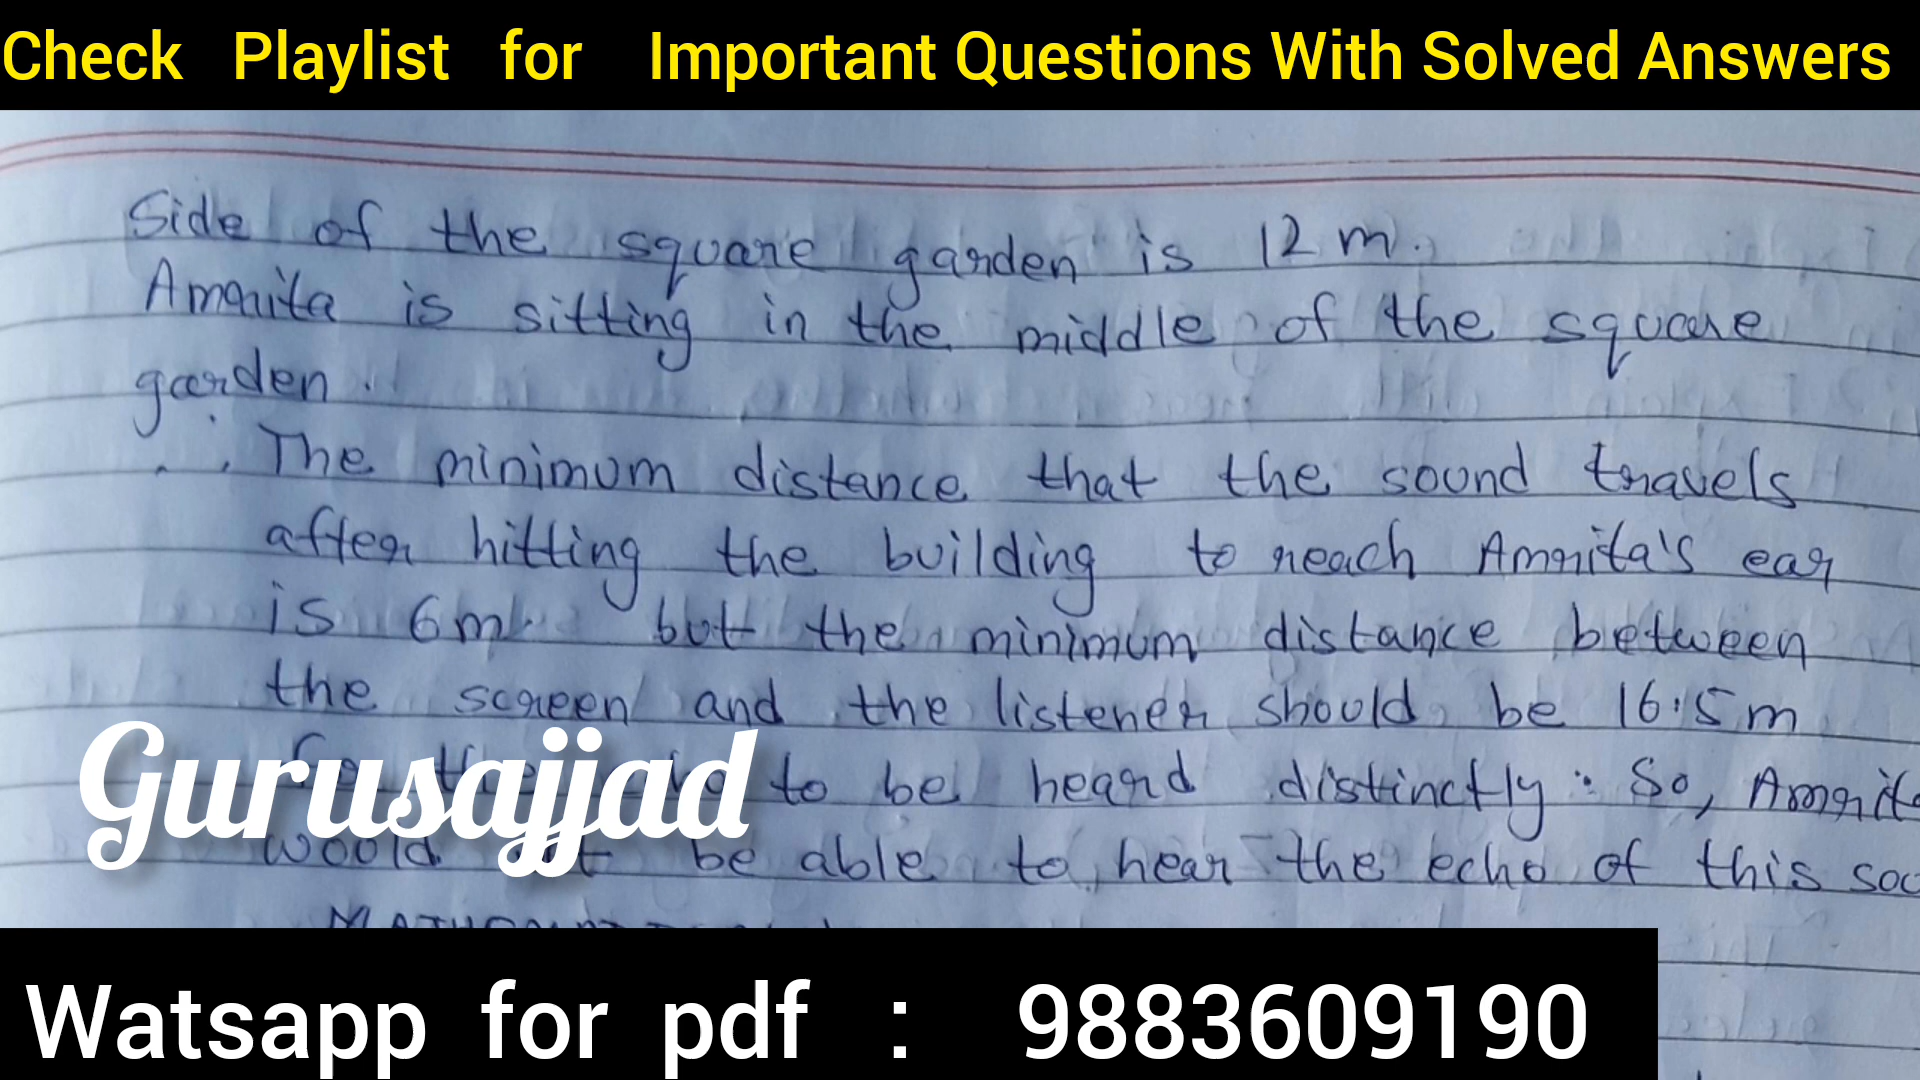 Check Playlist for Important Questions With Solved Answers
Side of the square garden is 12 m.
Amrita is sitting in the middle of the square
garden.
∴ The minimum distance that the sound travels
after hitting the building to reach Amrita's ear
is 6m. but the minimum distance between
the screen and the listener should be 16.5m
to be heard distinctly. So,
Gurusajjad
would be able to hear the echo of this
Watsapp for pdf : 9883609190